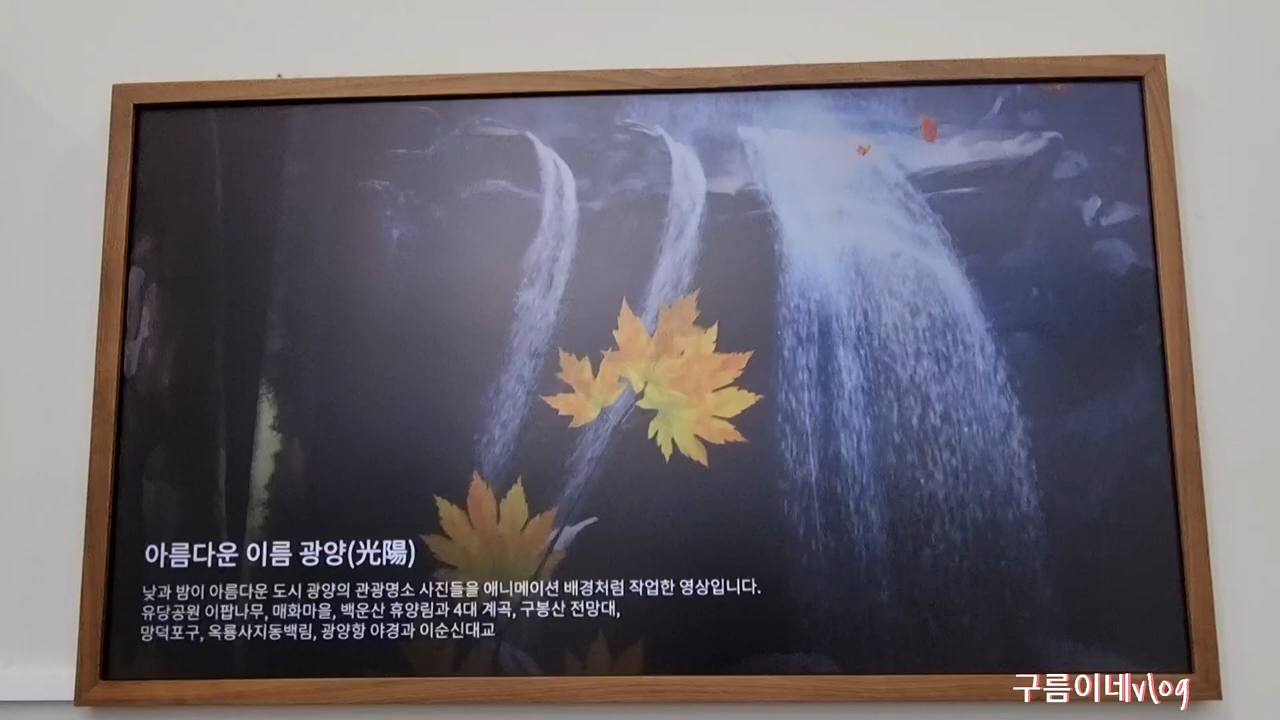 아름다운 이름 광양(光陽)
낮과 밤이 아름다운 도시 광양의 관광명소 사진들을 애니메이션 배경처럼 작업한 영상입니다.
유당공원 이팝나무, 매화마을, 백운산 휴양림과 4대 계곡, 구봉산 전망대,
망덕포구, 옥룡사지동백림, 광양항 야경과 이순신대교
구름이네vlog